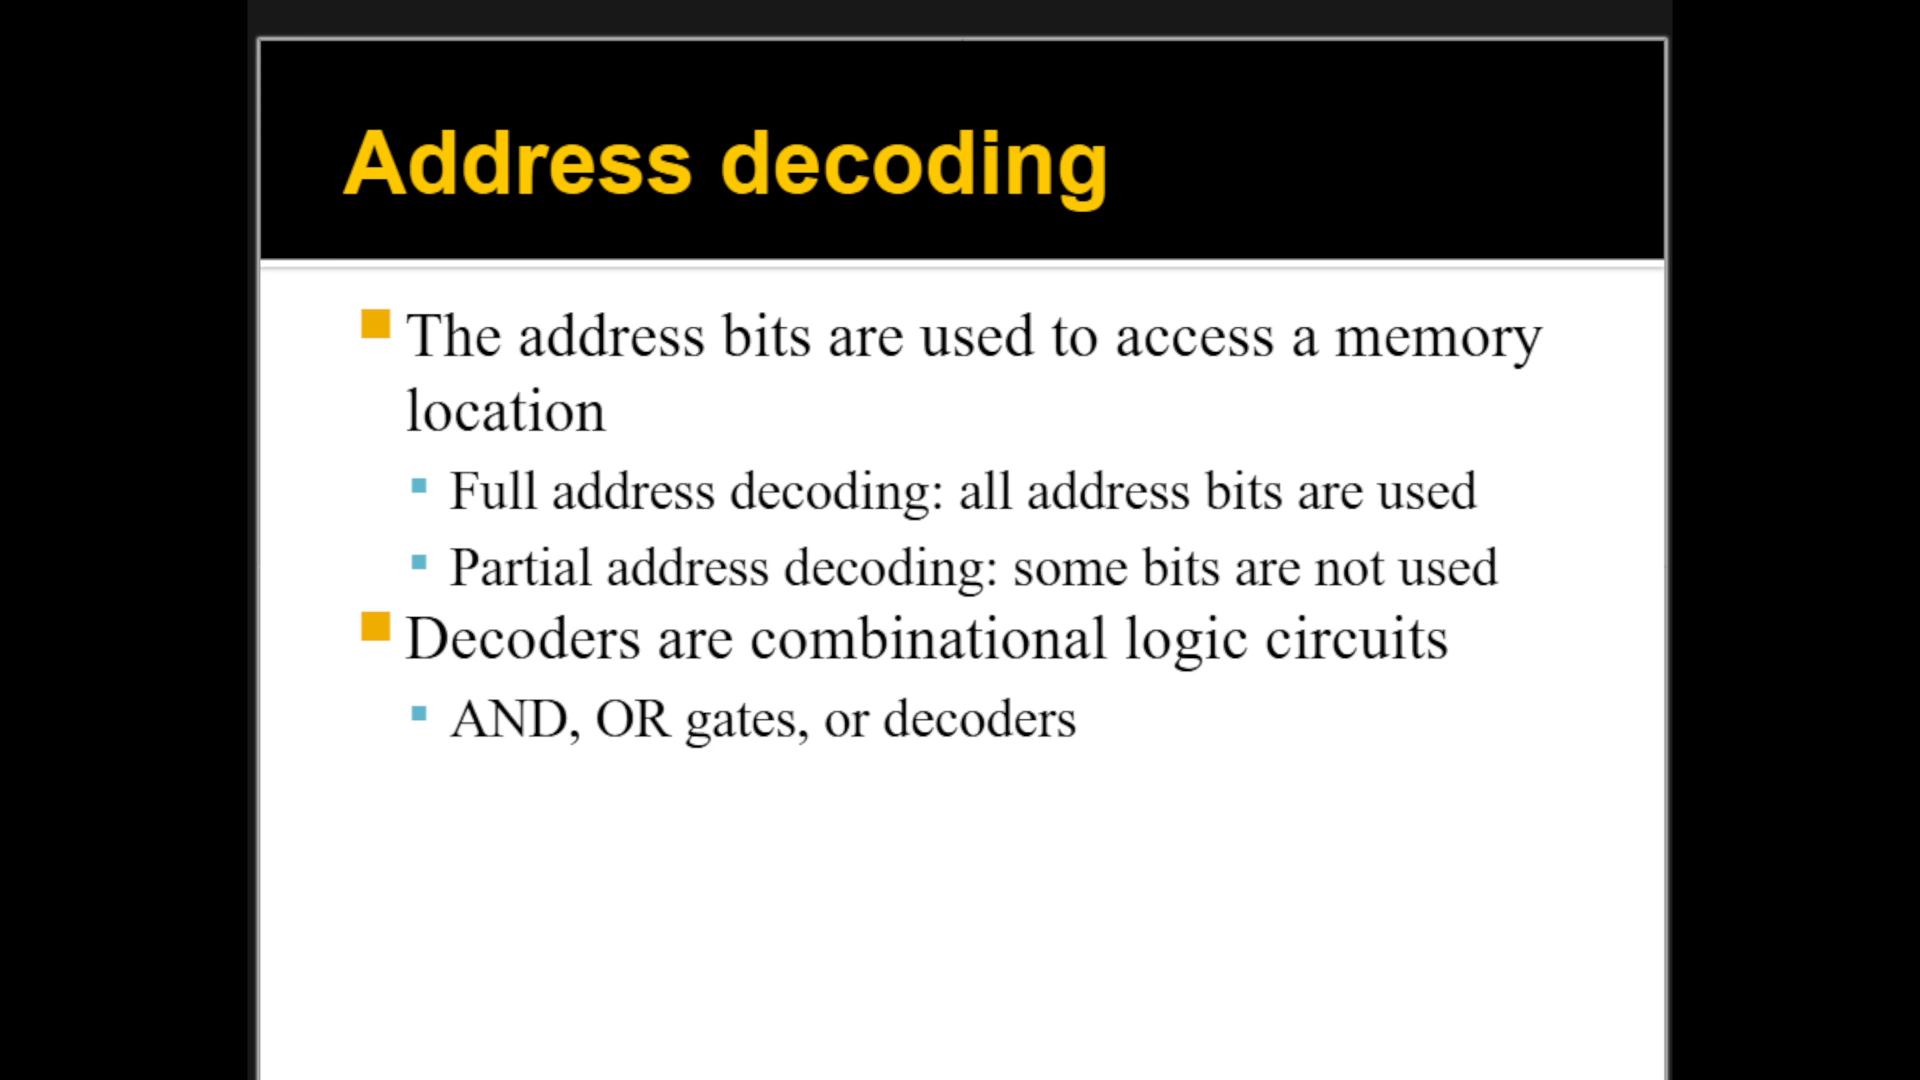 Address decoding
The address bits are used to access a memory
location
Full address decoding: all address bits are used
Partial address decoding: some bits are not used
Decoders are combinational logic circuits
AND, OR gates, or decoders